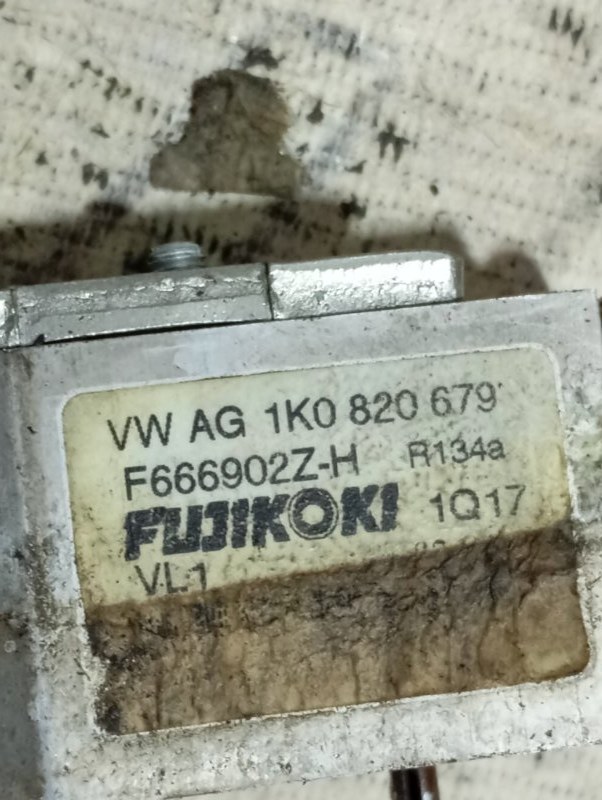 VW AG 1K0 820 679
F666902Z-H R134a
FUJIKOKI 1Q17
VL1